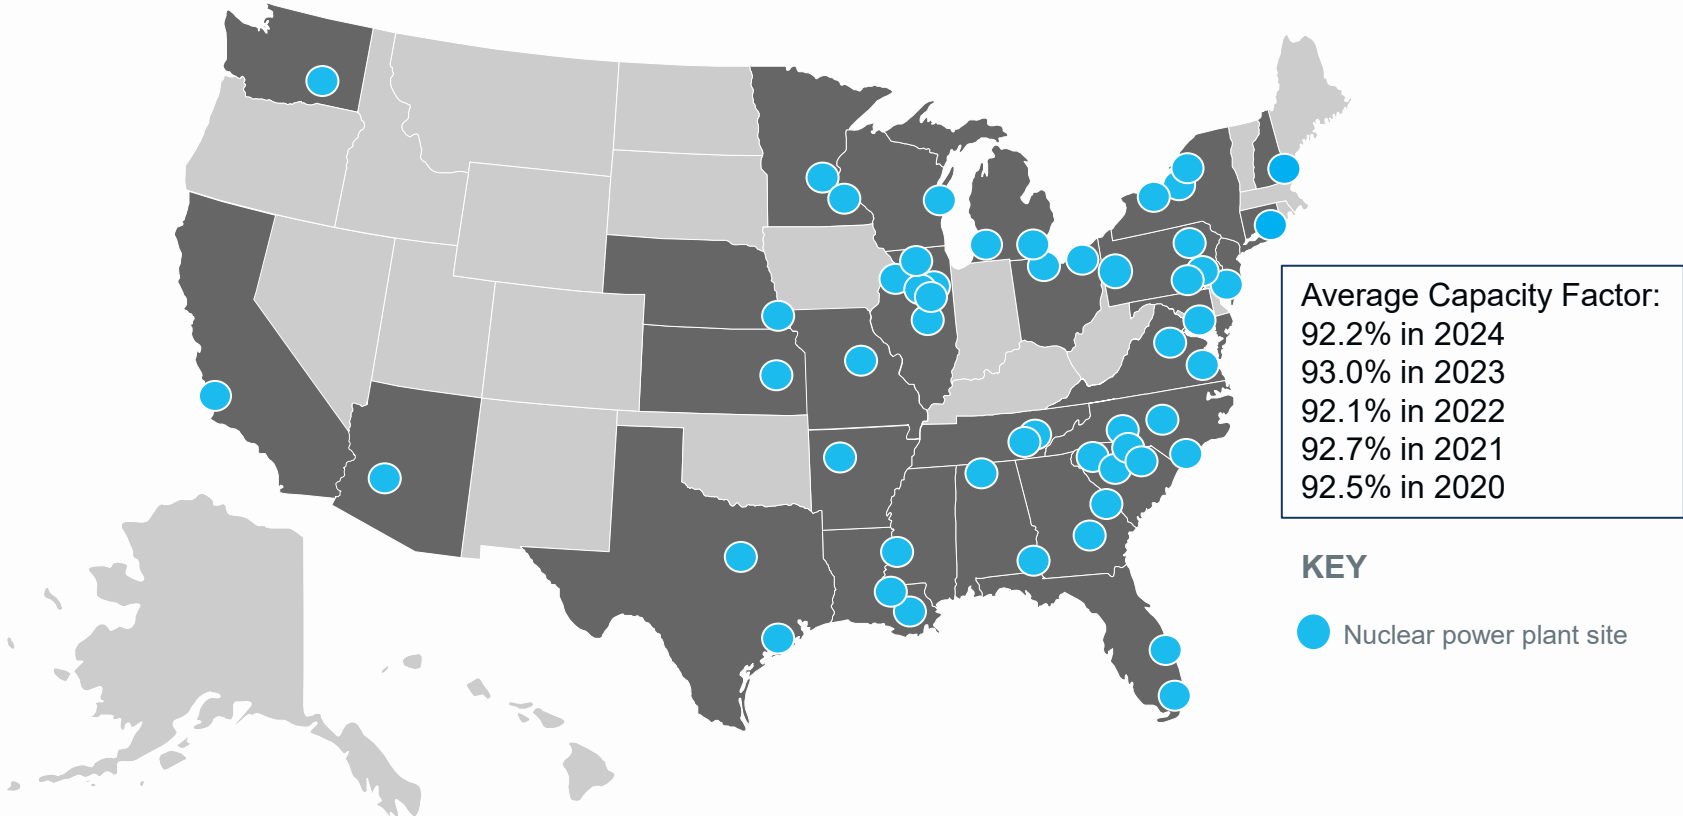 Average Capacity Factor:
92.2% in 2024
93.0% in 2023
92.1% in 2022
92.7% in 2021
92.5% in 2020
KEY
Nuclear power plant site